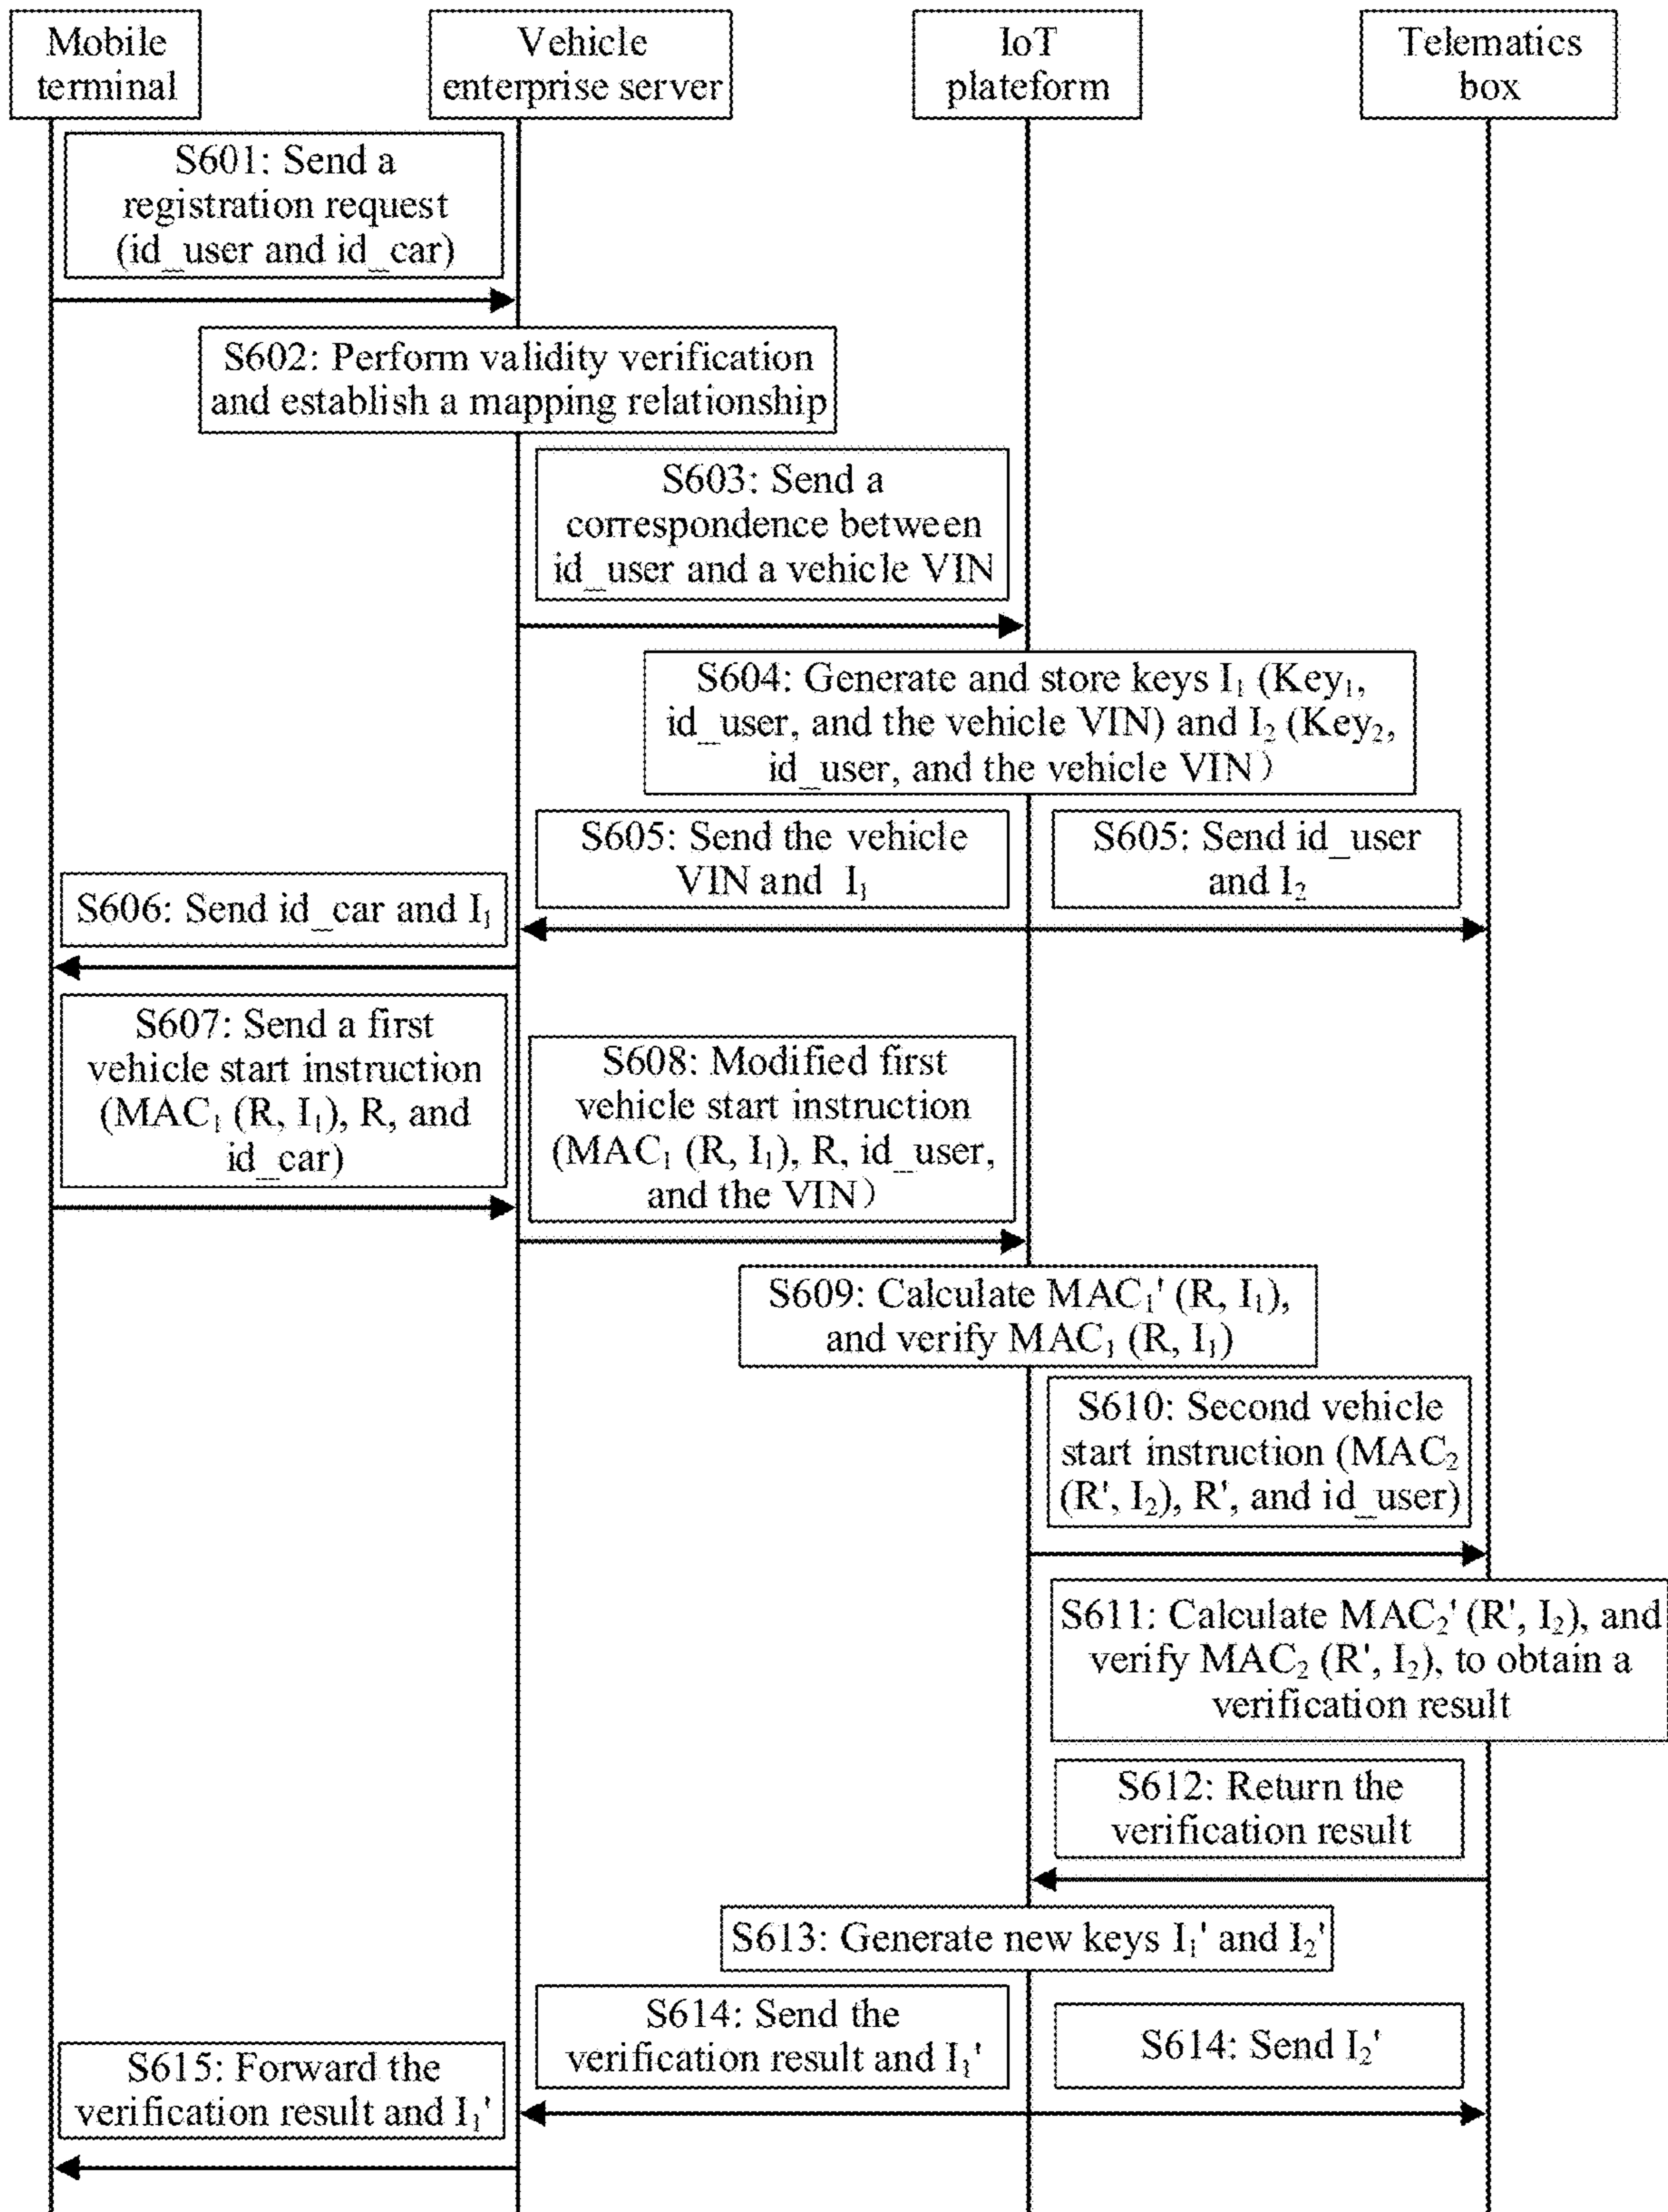 Mobile
terminal
Vehicle
enterprise server
IoT
plateform
Telematics
box
S601: Send a
registration request
(id_user and id_car)
S602: Perform validity verification
and establish a mapping relationship
S603: Send a
correspondence between
id_user and a vehicle VIN
S604: Generate and store keys I₁ (Key₁,
id_user, and the vehicle VIN) and I₂ (Key₂,
id_user, and the vehicle VIN）
S605: Send the vehicle
VIN and I₁
S605: Send id_user
and I₂
S606: Send id_car and I₁
S607: Send a first
vehicle start instruction
(MAC₁ (R, I₁), R, and
id_car)
S608: Modified first
vehicle start instruction
(MAC₁ (R, I₁), R, id_user,
and the VIN）
S609: Calculate MAC₁' (R, I₁),
and verify MAC₁ (R, I₁)
S610: Second vehicle
start instruction (MAC₂
(R', I₂), R', and id_user)
S611: Calculate MAC₂' (R', I₂), and
verify MAC₂ (R', I₂), to obtain a
verification result
S612: Return the
verification result
S613: Generate new keys I₁' and I₂'
S614: Send the
verification result and I₁'
S614: Send I₂'
S615: Forward the
verification result and I₁'